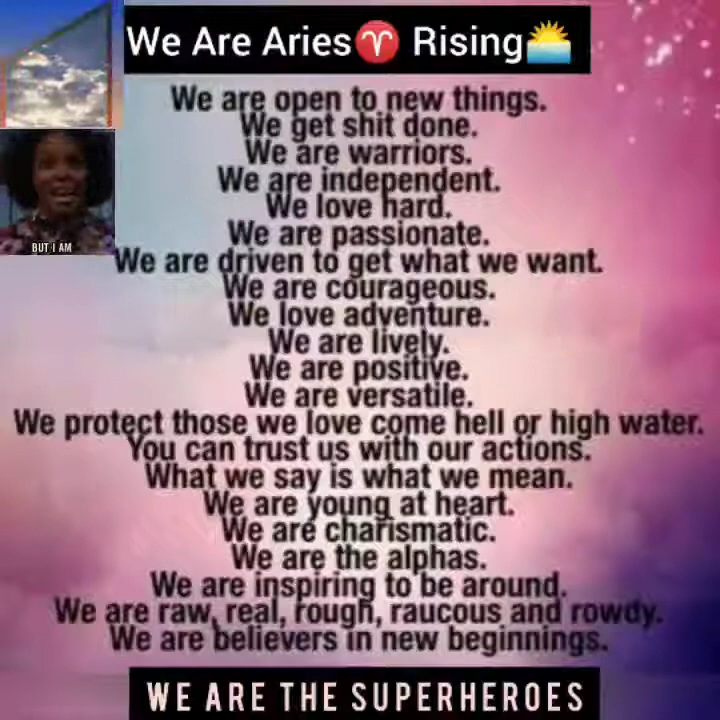 We Are Aries♈ Rising🌅
BUT I AM
We are open to new things.
We get shit done.
We are warriors.
We are independent.
We love hard.
We are passionate.
We are driven to get what we want.
We are courageous.
We love adventure.
We are lively.
We are positive.
We are versatile.
We protect those we love come hell or high water.
You can trust us with our actions.
What we say is what we mean.
We are young at heart.
We are charismatic.
We are the alphas.
We are inspiring to be around.
We are raw, real, rough, raucous and rowdy.
We are believers in new beginnings.
WE ARE THE SUPERHEROES